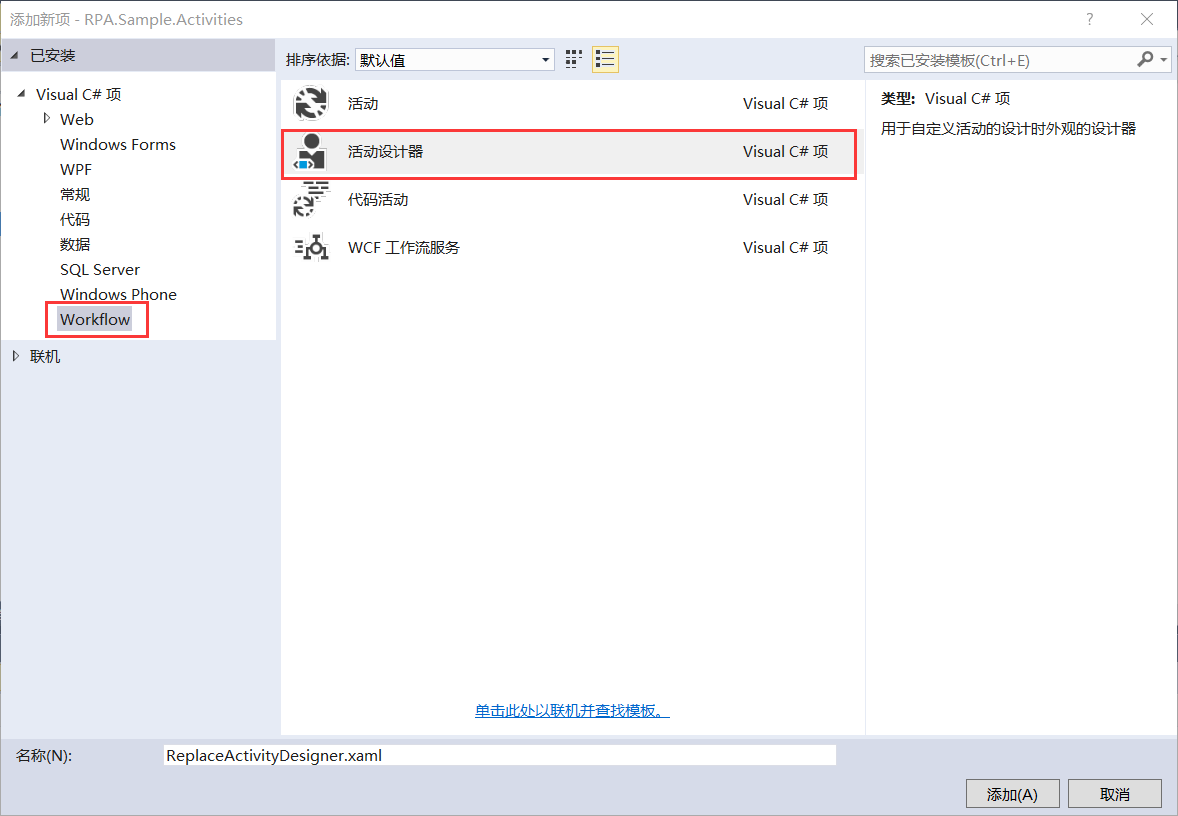 添加新项 - RPA.Sample.Activities
?
已安装
Visual C# 项
Web
Windows Forms
WPF
常规
代码
数据
SQL Server
Windows Phone
Workflow
联机
排序依据: 默认值
活动 Visual C# 项
活动设计器 Visual C# 项
代码活动 Visual C# 项
WCF 工作流服务 Visual C# 项
单击此处以联机并查找模板。
搜索已安装模板(Ctrl+E)
类型: Visual C# 项
用于自定义活动的设计时外观的设计器
名称(N): ReplaceActivityDesigner.xaml
添加(A) 取消